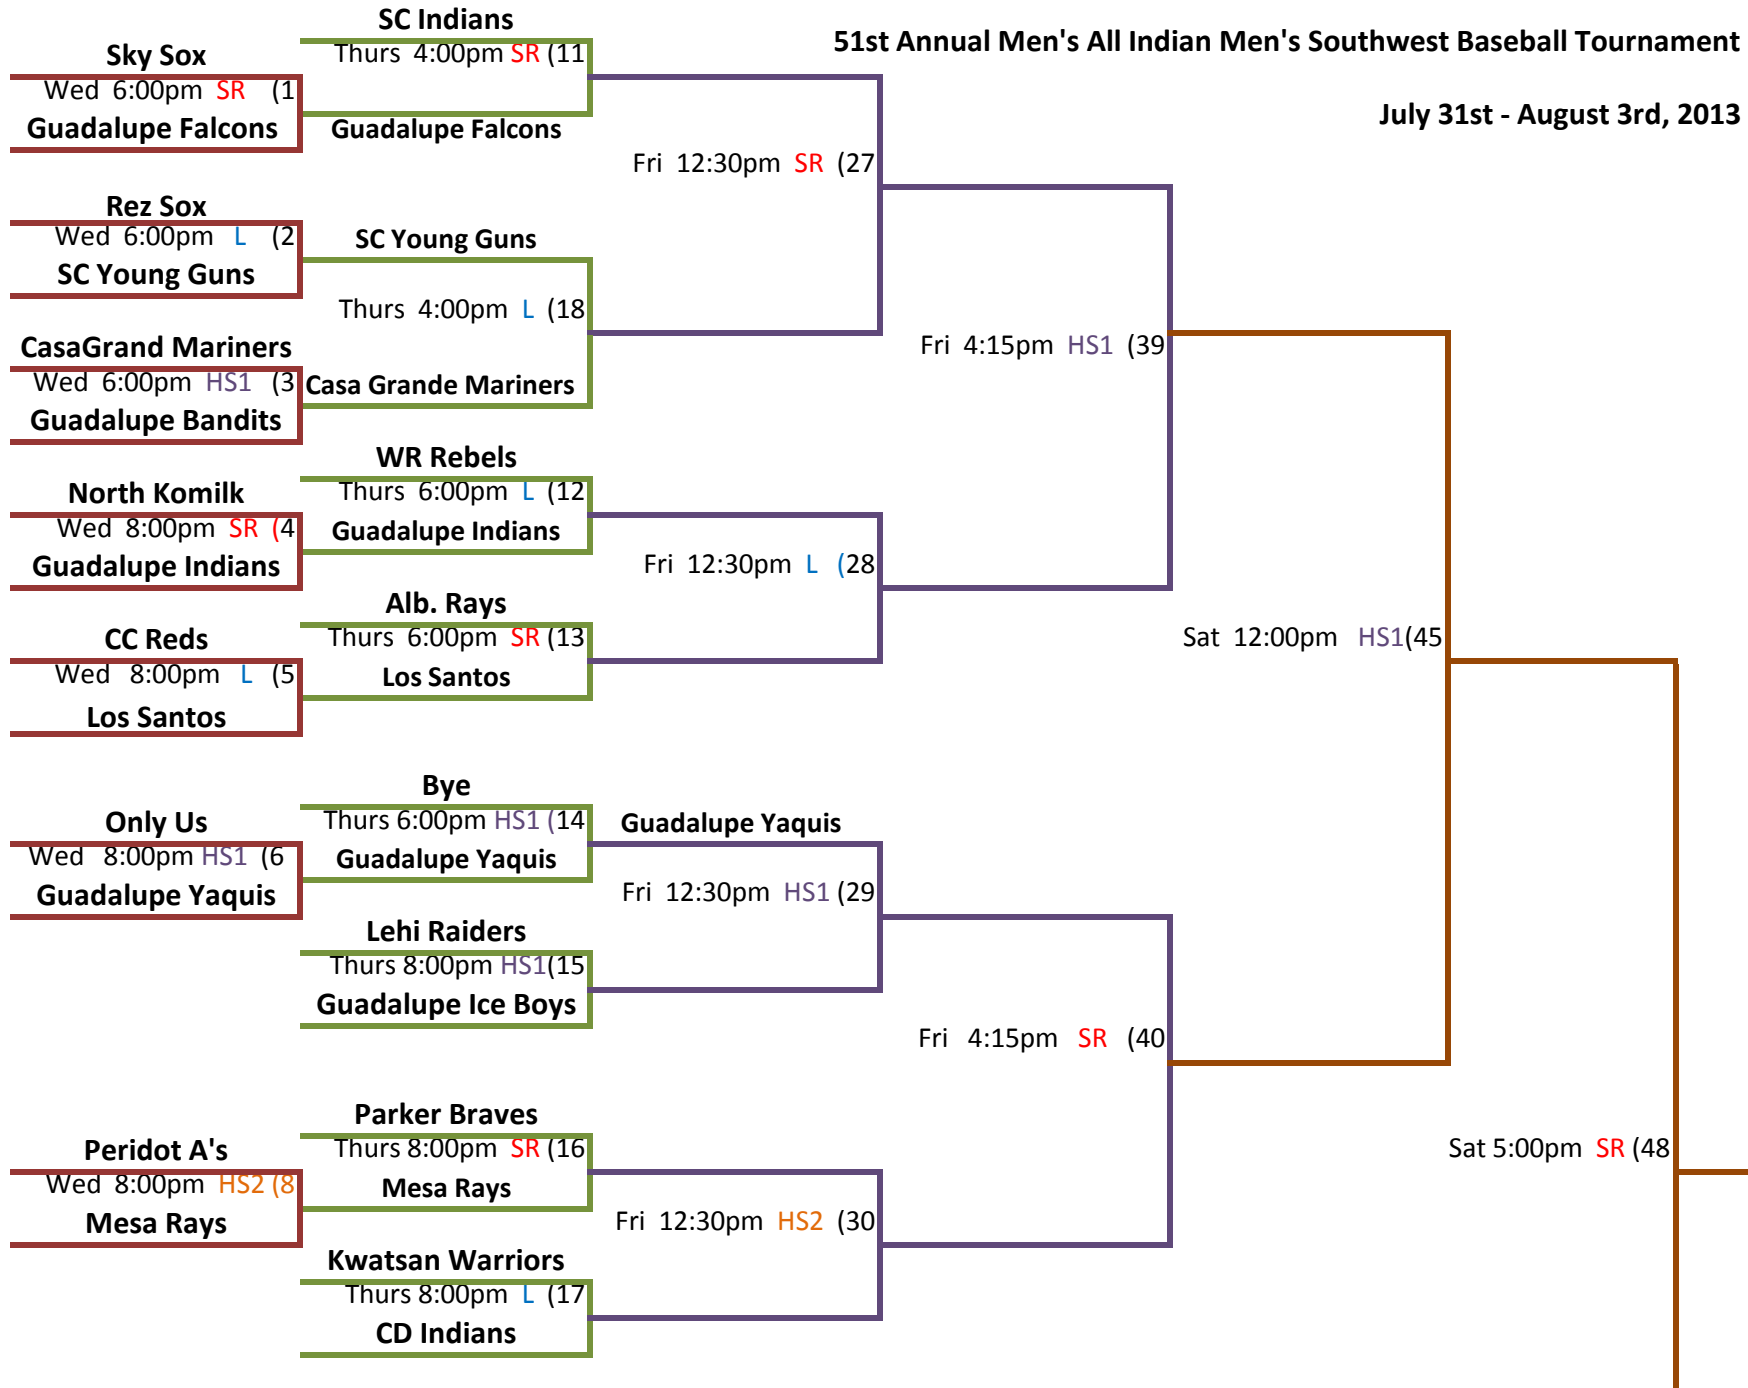 51st Annual Men's All Indian Men's Southwest Baseball Tournament
July 31st - August 3rd, 2013
Sky Sox
Wed 6:00pm SR (1
Guadalupe Falcons
Rez Sox
Wed 6:00pm L (2
SC Young Guns
CasaGrand Mariners
Wed 6:00pm HS1 (3
Guadalupe Bandits
North Komilk
Wed 8:00pm SR (4
Guadalupe Indians
CC Reds
Wed 8:00pm L (5
Los Santos
Only Us
Wed 8:00pm HS1 (6
Guadalupe Yaquis
Peridot A's
Wed 8:00pm HS2 (8
Mesa Rays
SC Indians
Thurs 4:00pm SR (11
Guadalupe Falcons
SC Young Guns
Thurs 4:00pm L (18
Casa Grande Mariners
WR Rebels
Thurs 6:00pm L (12
Guadalupe Indians
Alb. Rays
Thurs 6:00pm SR (13
Los Santos
Bye
Thurs 6:00pm HS1 (14
Guadalupe Yaquis
Lehi Raiders
Thurs 8:00pm HS1(15
Guadalupe Ice Boys
Parker Braves
Thurs 8:00pm SR (16
Mesa Rays
Kwatsan Warriors
Thurs 8:00pm L (17
CD Indians
Fri 12:30pm SR (27
Fri 12:30pm L (28
Guadalupe Yaquis
Fri 12:30pm HS1 (29
Fri 12:30pm HS2 (30
Fri 4:15pm HS1 (39
Fri 4:15pm SR (40
Sat 12:00pm HS1(45
Sat 5:00pm SR (48